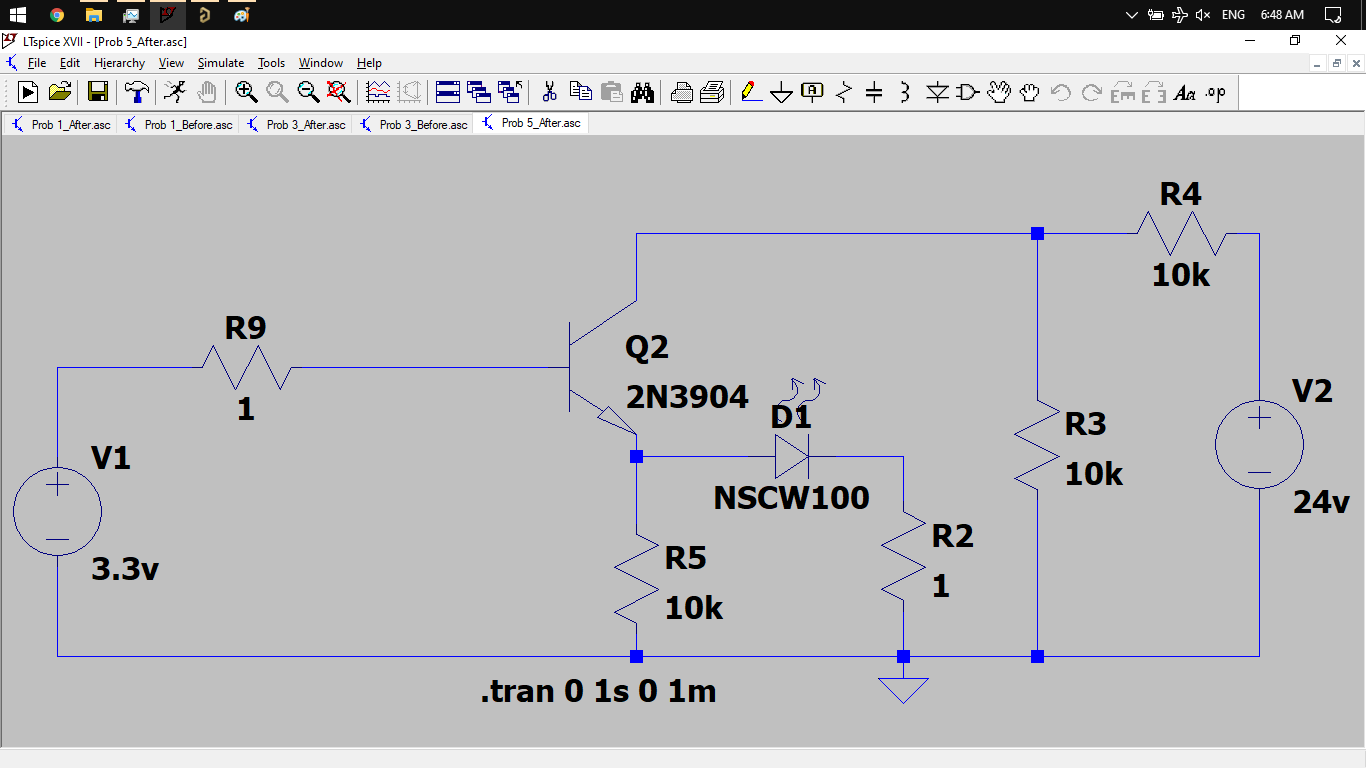 ENG 6:48 AM
LTspice XVII - [Prob 5_After.asc]
File Edit Hierarchy View Simulate Tools Window Help
Aa .op
Prob 1_After.asc Prob 1_Before.asc Prob 3_After.asc Prob 3_Before.asc Prob 5_After.asc
R4
10k
R9
1
Q2
2N3904
D1
NSCW100
V2
24v
R3
10k
V1
3.3v
R5
10k
R2
1
.tran 0 1s 0 1m